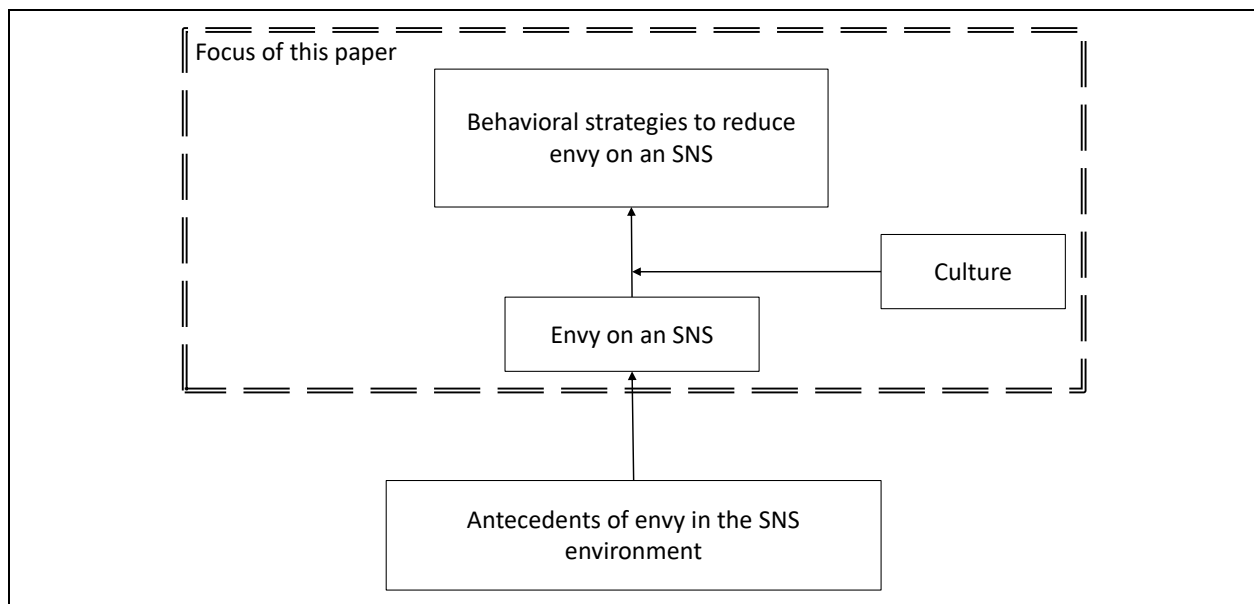 Focus of this paper
Behavioral strategies to reduce
envy on an SNS
Culture
Envy on an SNS
Antecedents of envy in the SNS
environment